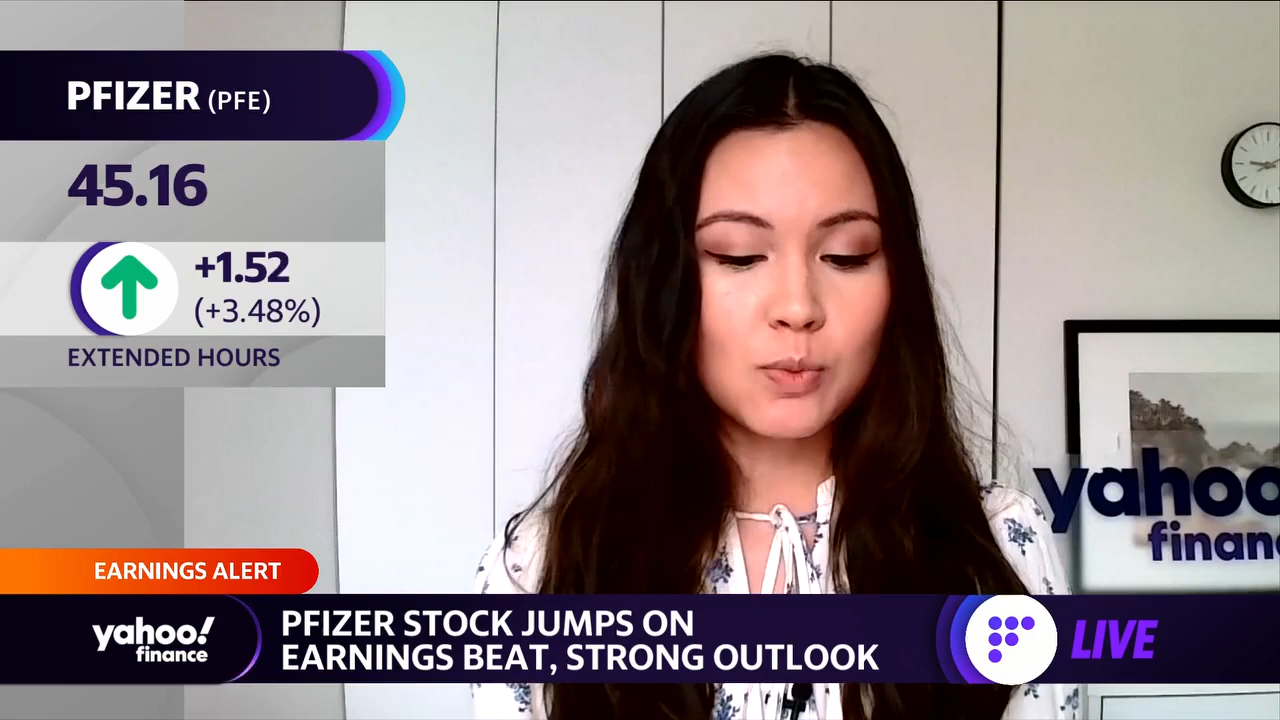 PFIZER (PFE)
45.16
+1.52
(+3.48%)
EXTENDED HOURS
yahoo
finance
EARNINGS ALERT
yahoo!
finance
PFIZER STOCK JUMPS ON
EARNINGS BEAT, STRONG OUTLOOK
LIVE